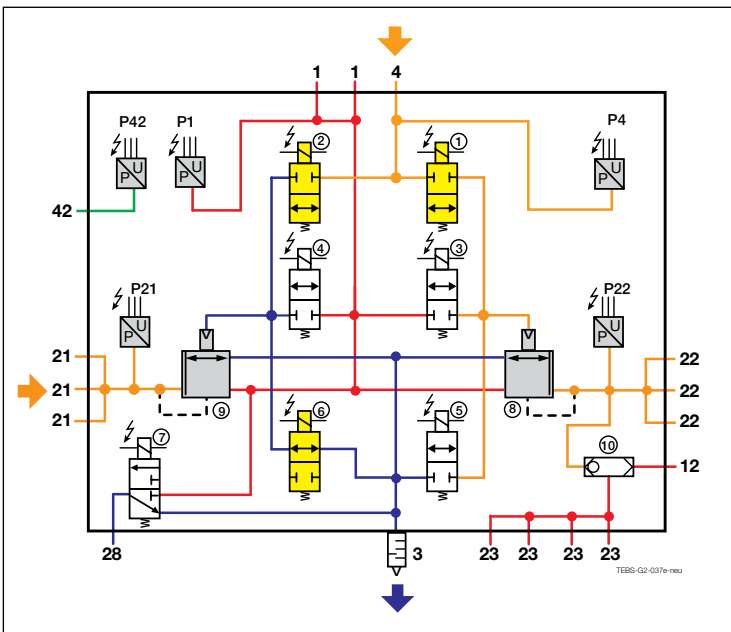 1 1 4
P42 P1 P4
② ①
U
P
U
P
U
P
42
④ ③
P21 P22
U
P
U
P
21 22
21 22
21 22
⑨ ⑧
⑥ ⑤
⑦ ⑩
12
28 3 23 23 23 23
TEBS-G2-037e-neu